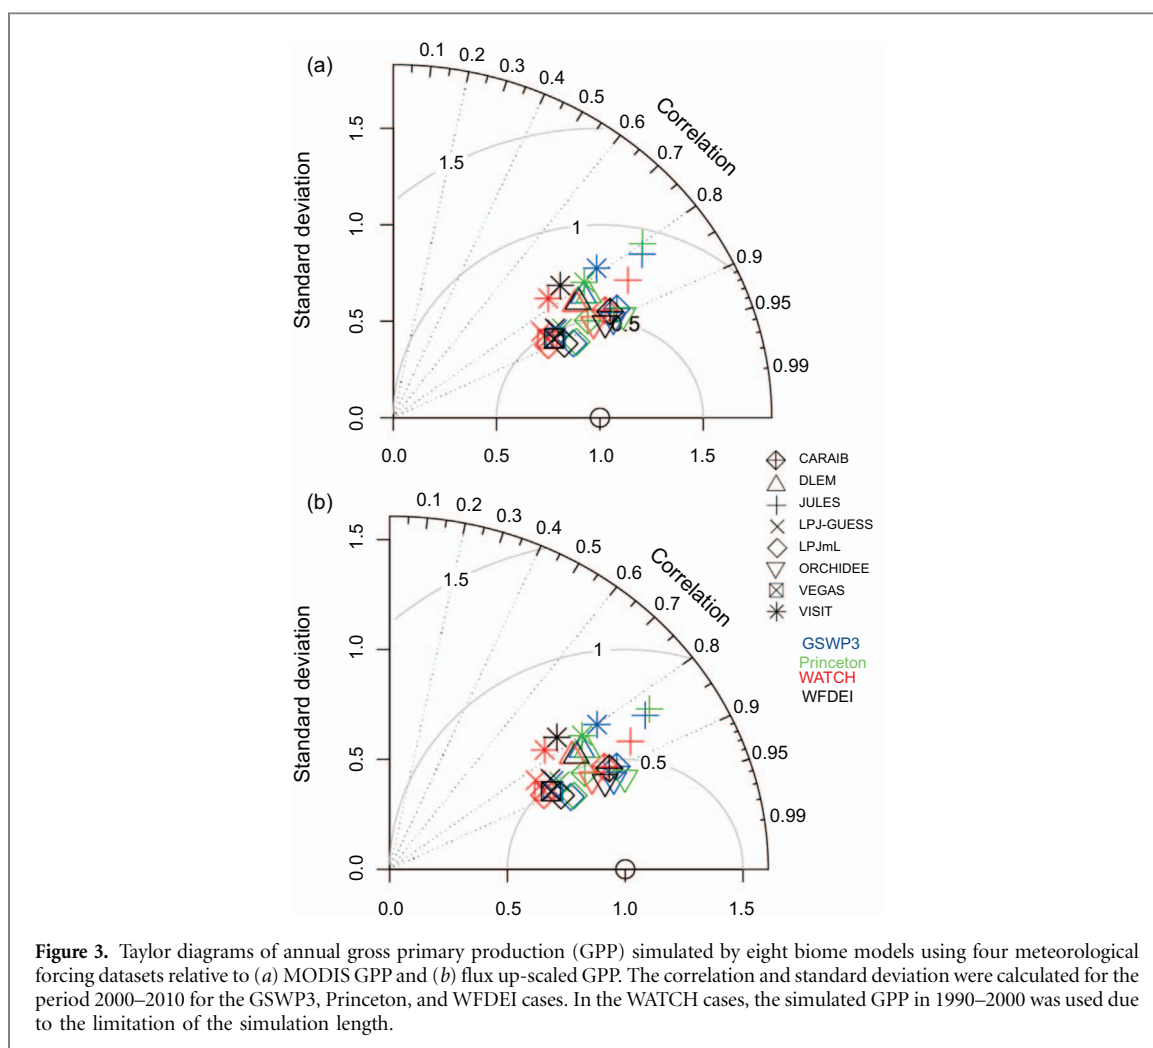 (a)
0.1
0.2
0.3
0.4
0.5
0.6
0.7
0.8
0.9
0.95
0.99
Correlation
Standard deviation
1.5
1.0
0.5
0.0
1.5
1
0.5
0.0
0.5
1.0
1.5
CARAIB
DLEM
JULES
LPJ-GUESS
LPJmL
ORCHIDEE
VEGAS
VISIT
GSWP3
Princeton
WATCH
WFDEI
(b)
0.1
0.2
0.3
0.4
0.5
0.6
0.7
0.8
0.9
0.95
0.99
Correlation
Standard deviation
1.5
1.0
0.5
0.0
1.5
1
0.5
0.0
0.5
1.0
1.5
Figure 3. Taylor diagrams of annual gross primary production (GPP) simulated by eight biome models using four meteorological
forcing datasets relative to (a) MODIS GPP and (b) flux up-scaled GPP. The correlation and standard deviation were calculated for the
period 2000–2010 for the GSWP3, Princeton, and WFDEI cases. In the WATCH cases, the simulated GPP in 1990–2000 was used due
to the limitation of the simulation length.